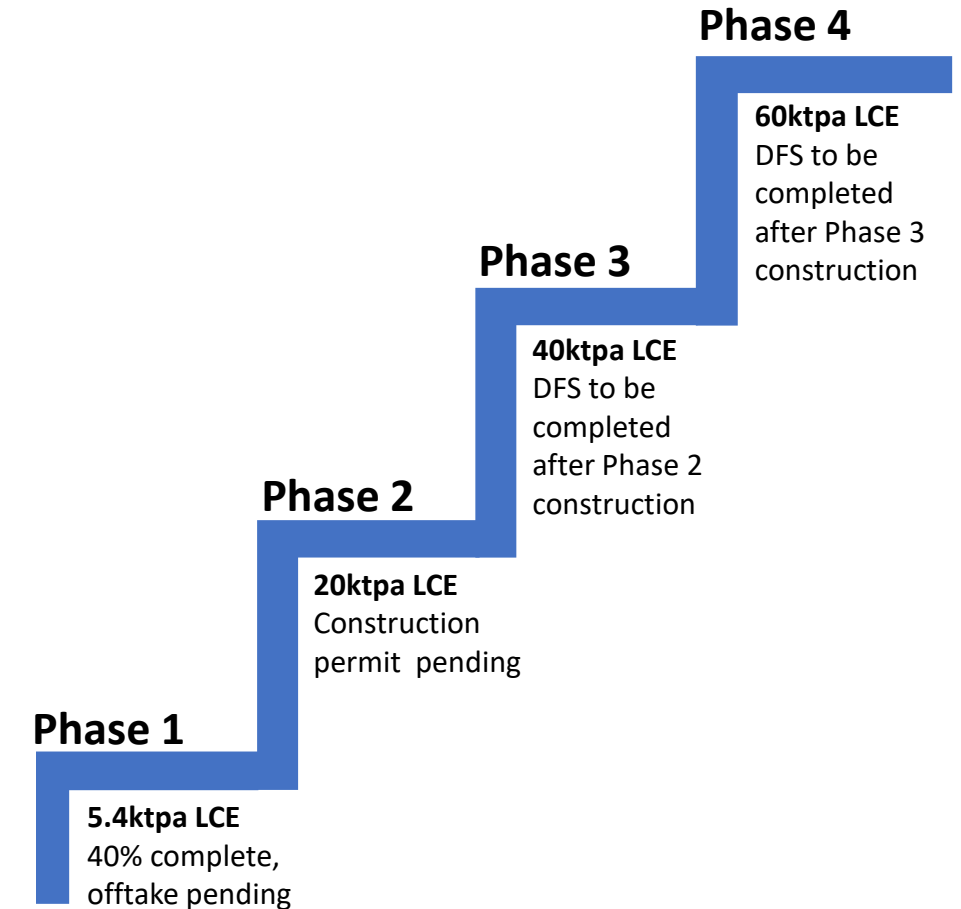 Phase 4
60ktpa LCE
DFS to be
completed
after Phase 3
construction
Phase 3
40ktpa LCE
DFS to be
completed
after Phase 2
construction
Phase 2
20ktpa LCE
Construction
permit  pending
Phase 1
5.4ktpa LCE
40% complete,
offtake pending